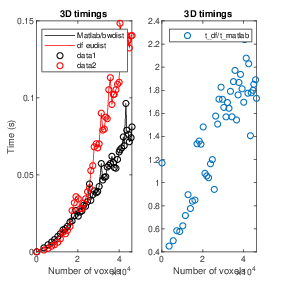 3D timings
Matlab/bwdist
df eudist
data1
data2
0.15
0.1
0.05
0
Time (s)
0 2 4
×10⁴
Number of voxels
3D timings
t_df/t_matlab
2.4
2.2
2
1.8
1.6
1.4
1.2
1
0.8
0.6
0.4
0 2 4
×10⁴
Number of voxels